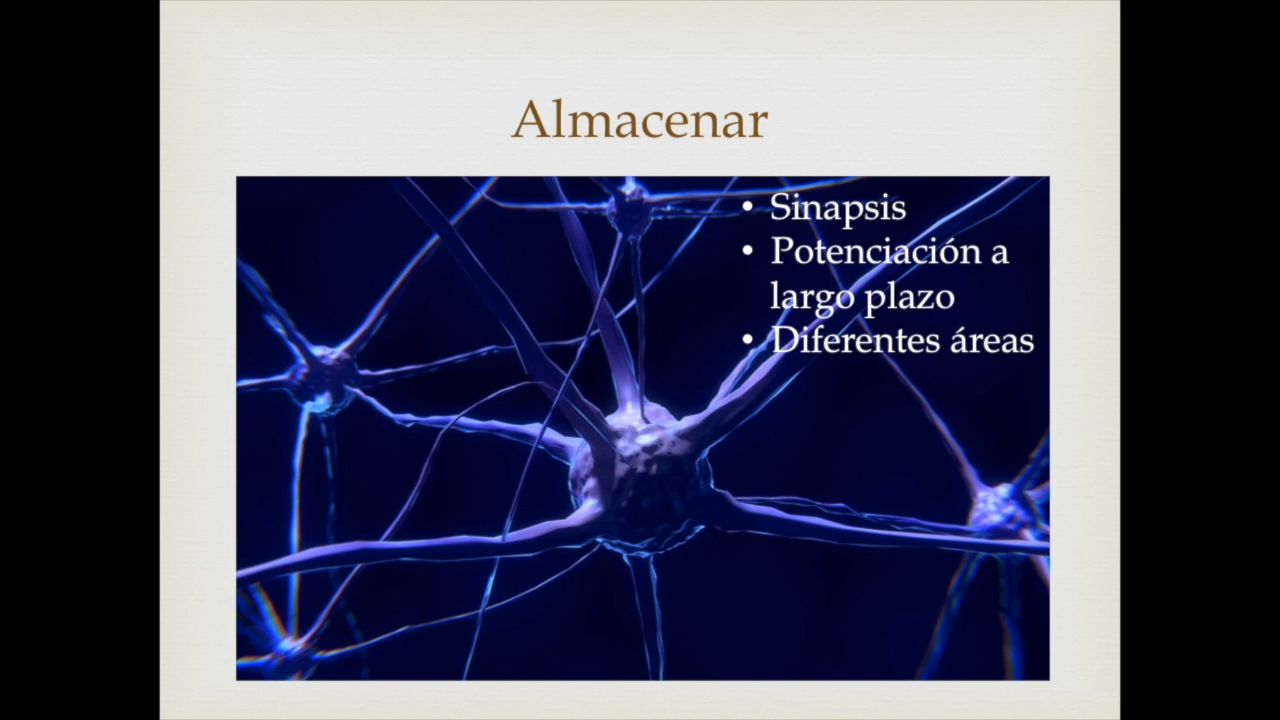 Almacenar
• Sinapsis
• Potenciación a
largo plazo
• Diferentes áreas